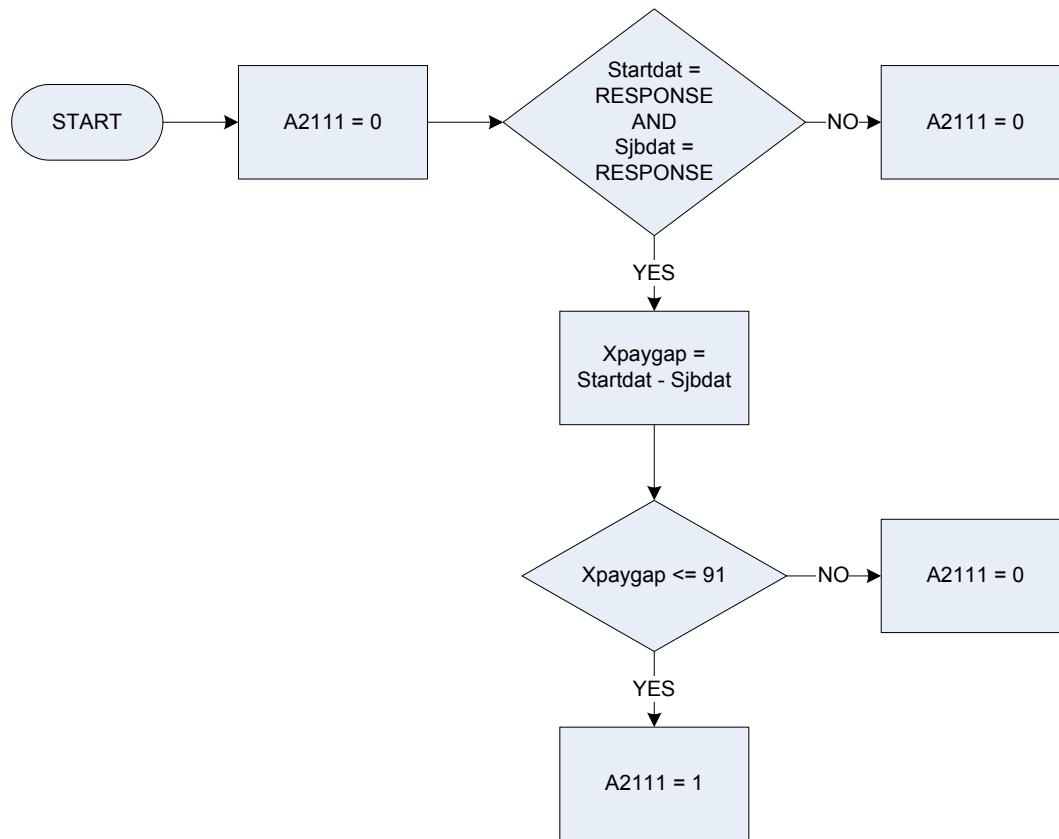 START
A2111 = 0
Startdat =
RESPONSE
AND
Sjbdat =
RESPONSE
NO
A2111 = 0
YES
Xpaygap =
Startdat - Sjbdat
Xpaygap <= 91
NO
A2111 = 0
YES
A2111 = 1